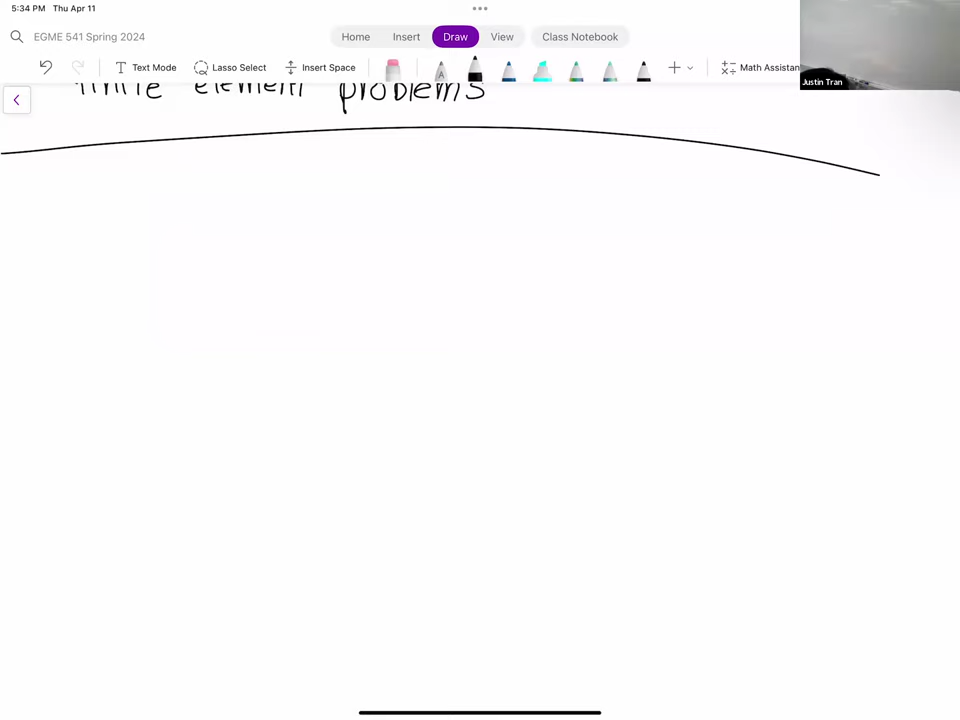 5:34 PM Thu Apr 11
EGME 541 Spring 2024
Home Insert Draw View Class Notebook
Text Mode Lasso Select Insert Space A Math Assistan
Justin Tran
finite element problems